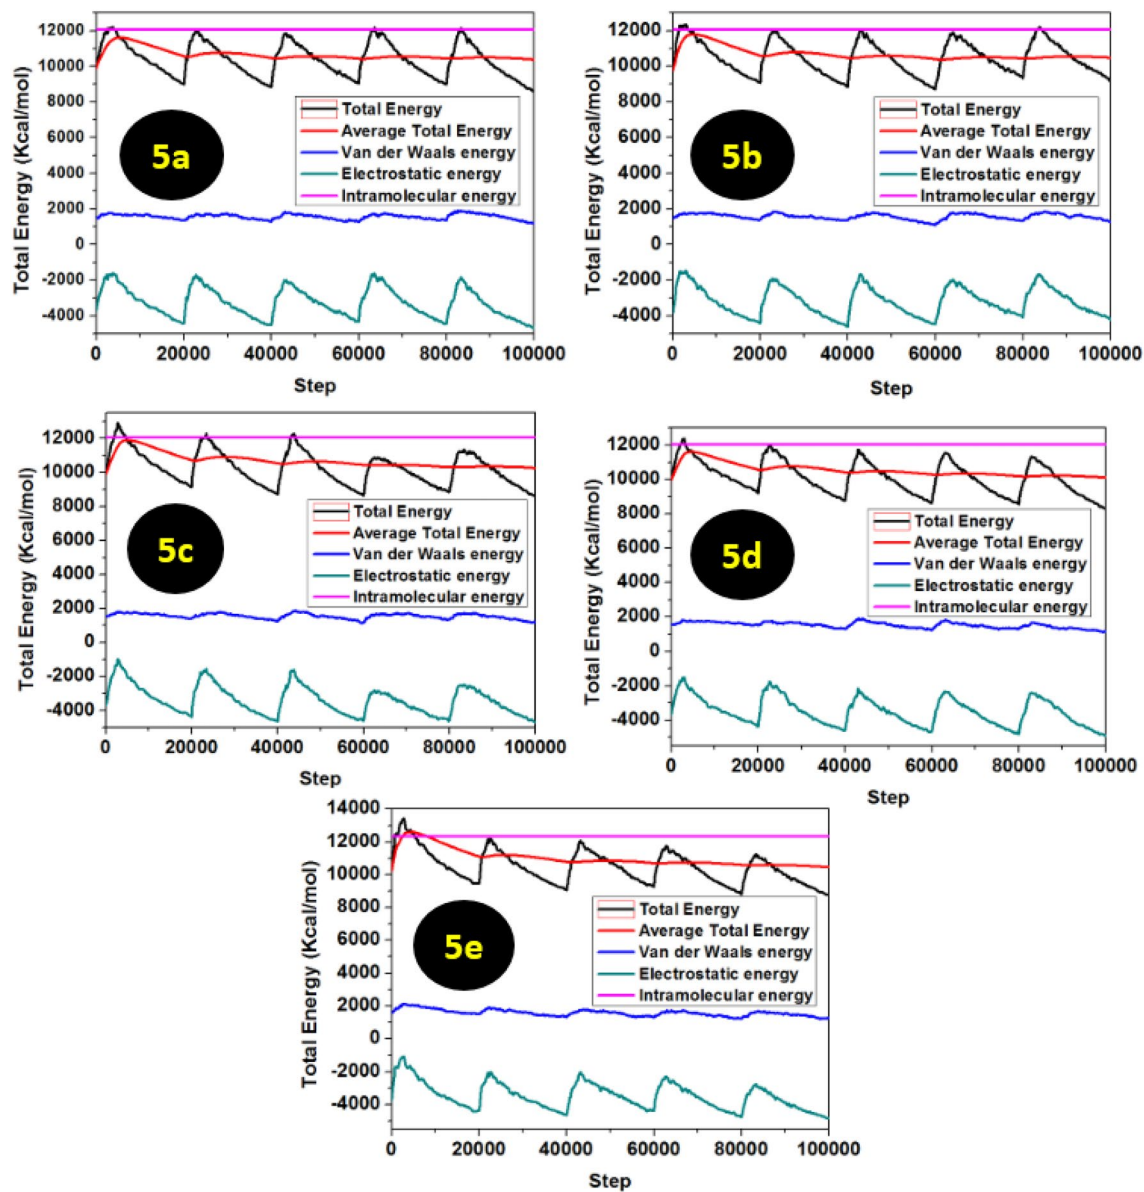 12000
10000
8000
6000
4000
2000
0
-2000
-4000
Total Energy (Kcal/mol)
5a
Total Energy
Average Total Energy
Van der Waals energy
Electrostatic energy
Intramolecular energy
0 20000 40000 60000 80000 100000
Step
12000
10000
8000
6000
4000
2000
0
-2000
-4000
Total Energy (Kcal/mol)
5b
Total Energy
Average Total Energy
Van der Waals energy
Electrostatic energy
Intramolecular energy
0 20000 40000 60000 80000 100000
Step
12000
10000
8000
6000
4000
2000
0
-2000
-4000
Total Energy (Kcal/mol)
5c
Total Energy
Average Total Energy
Van der Waals energy
Electrostatic energy
Intramolecular energy
0 20000 40000 60000 80000 100000
Step
12000
10000
8000
6000
4000
2000
0
-2000
-4000
Total Energy (Kcal/mol)
5d
Total Energy
Average Total Energy
Van der Waals energy
Electrostatic energy
Intramolecular energy
0 20000 40000 60000 80000 100000
Step
14000
12000
10000
8000
6000
4000
2000
0
-2000
-4000
Total Energy (Kcal/mol)
5e
Total Energy
Average Total Energy
Van der Waals energy
Electrostatic energy
Intramolecular energy
0 20000 40000 60000 80000 100000
Step